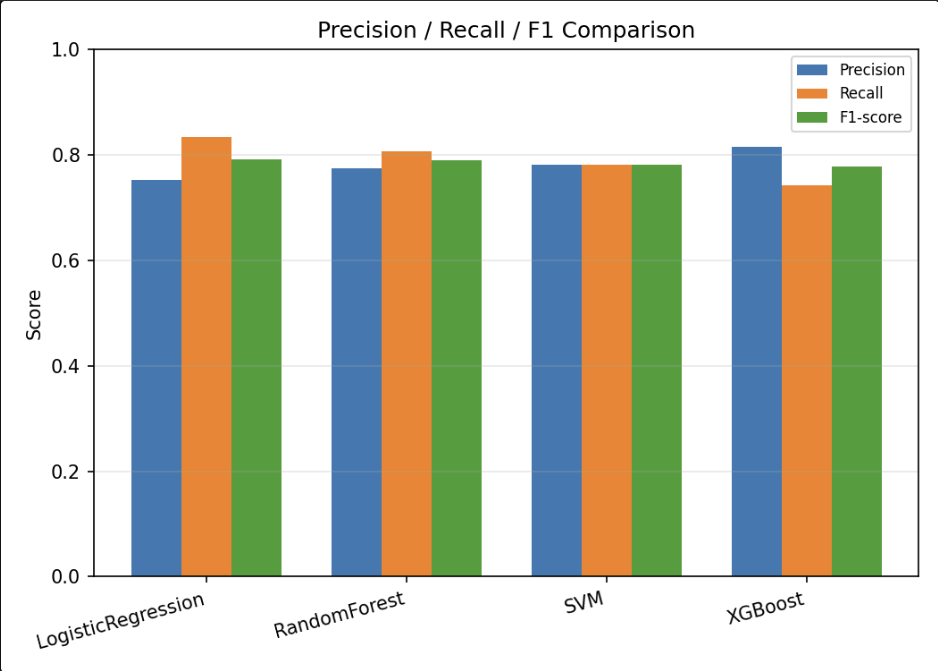 Precision / Recall / F1 Comparison
1.0
0.8
0.6
0.4
0.2
0.0
Score
Precision
Recall
F1-score
LogisticRegression
RandomForest
SVM
XGBoost